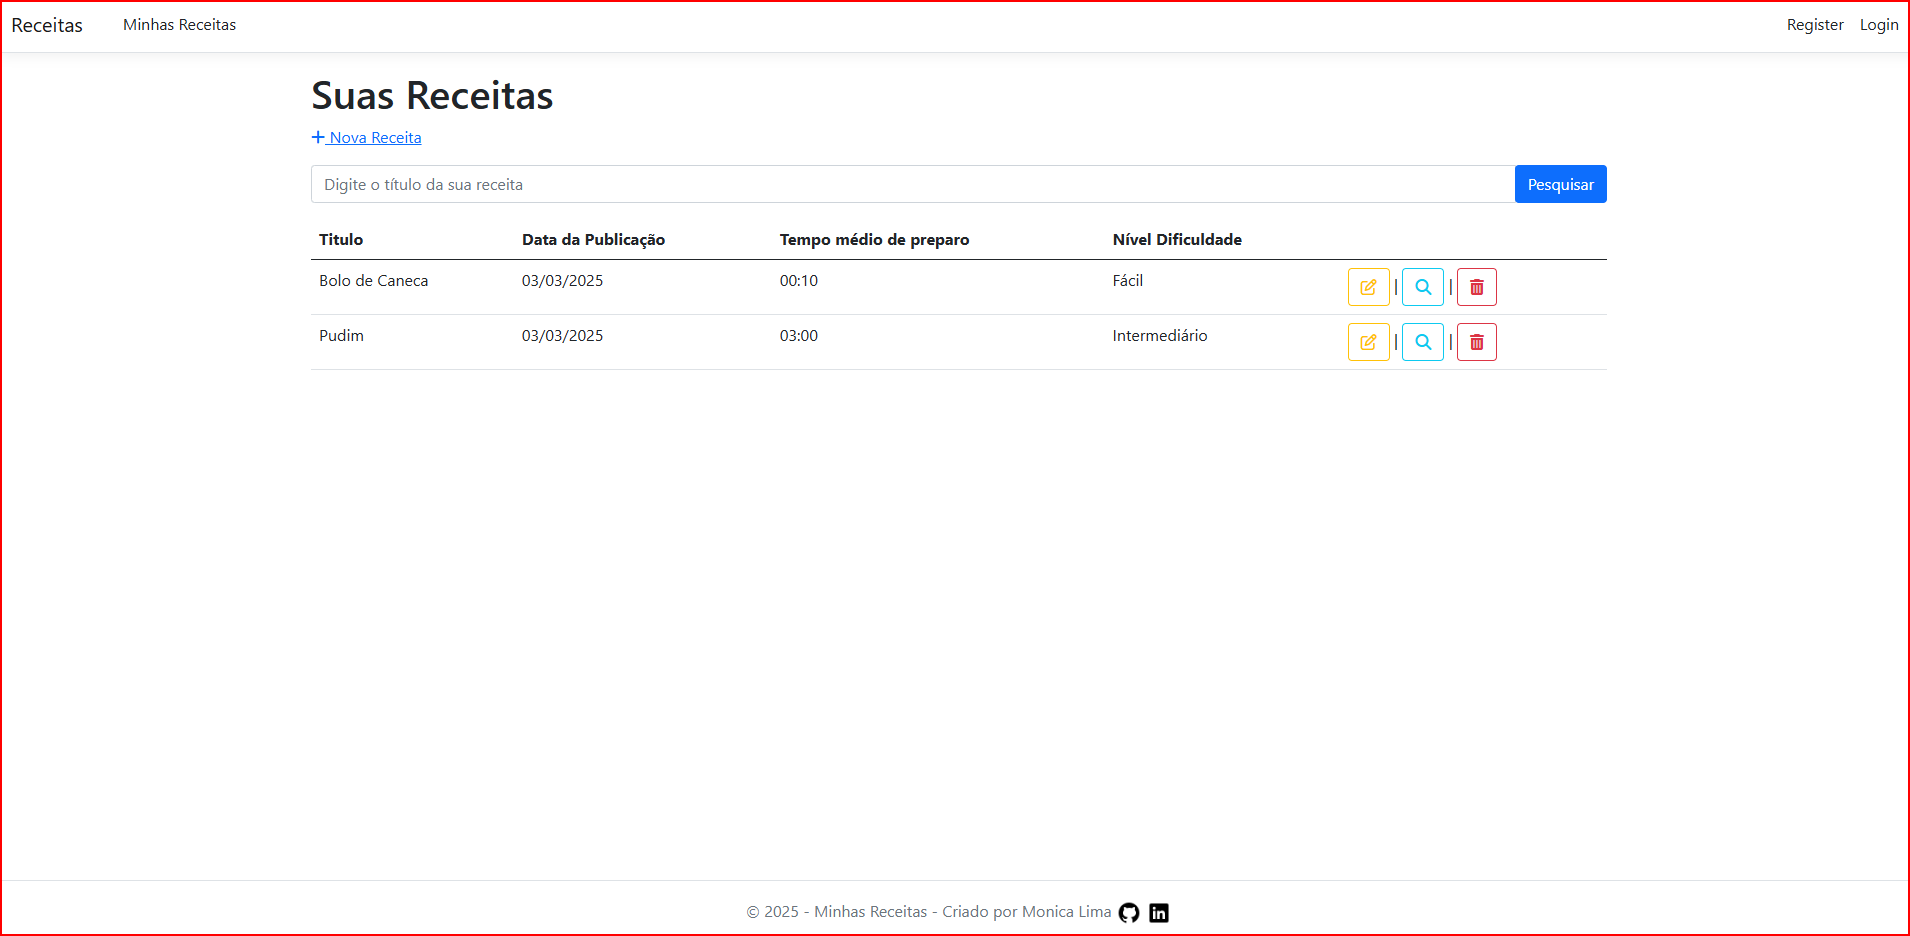 Receitas Minhas Receitas Register Login
Suas Receitas
Nova Receita
Digite o título da sua receita Pesquisar
Titulo Data da Publicação Tempo médio de preparo Nível Dificuldade
Bolo de Caneca 03/03/2025 00:10 Fácil | |
Pudim 03/03/2025 03:00 Intermediário | |
© 2025 - Minhas Receitas - Criado por Monica Lima in